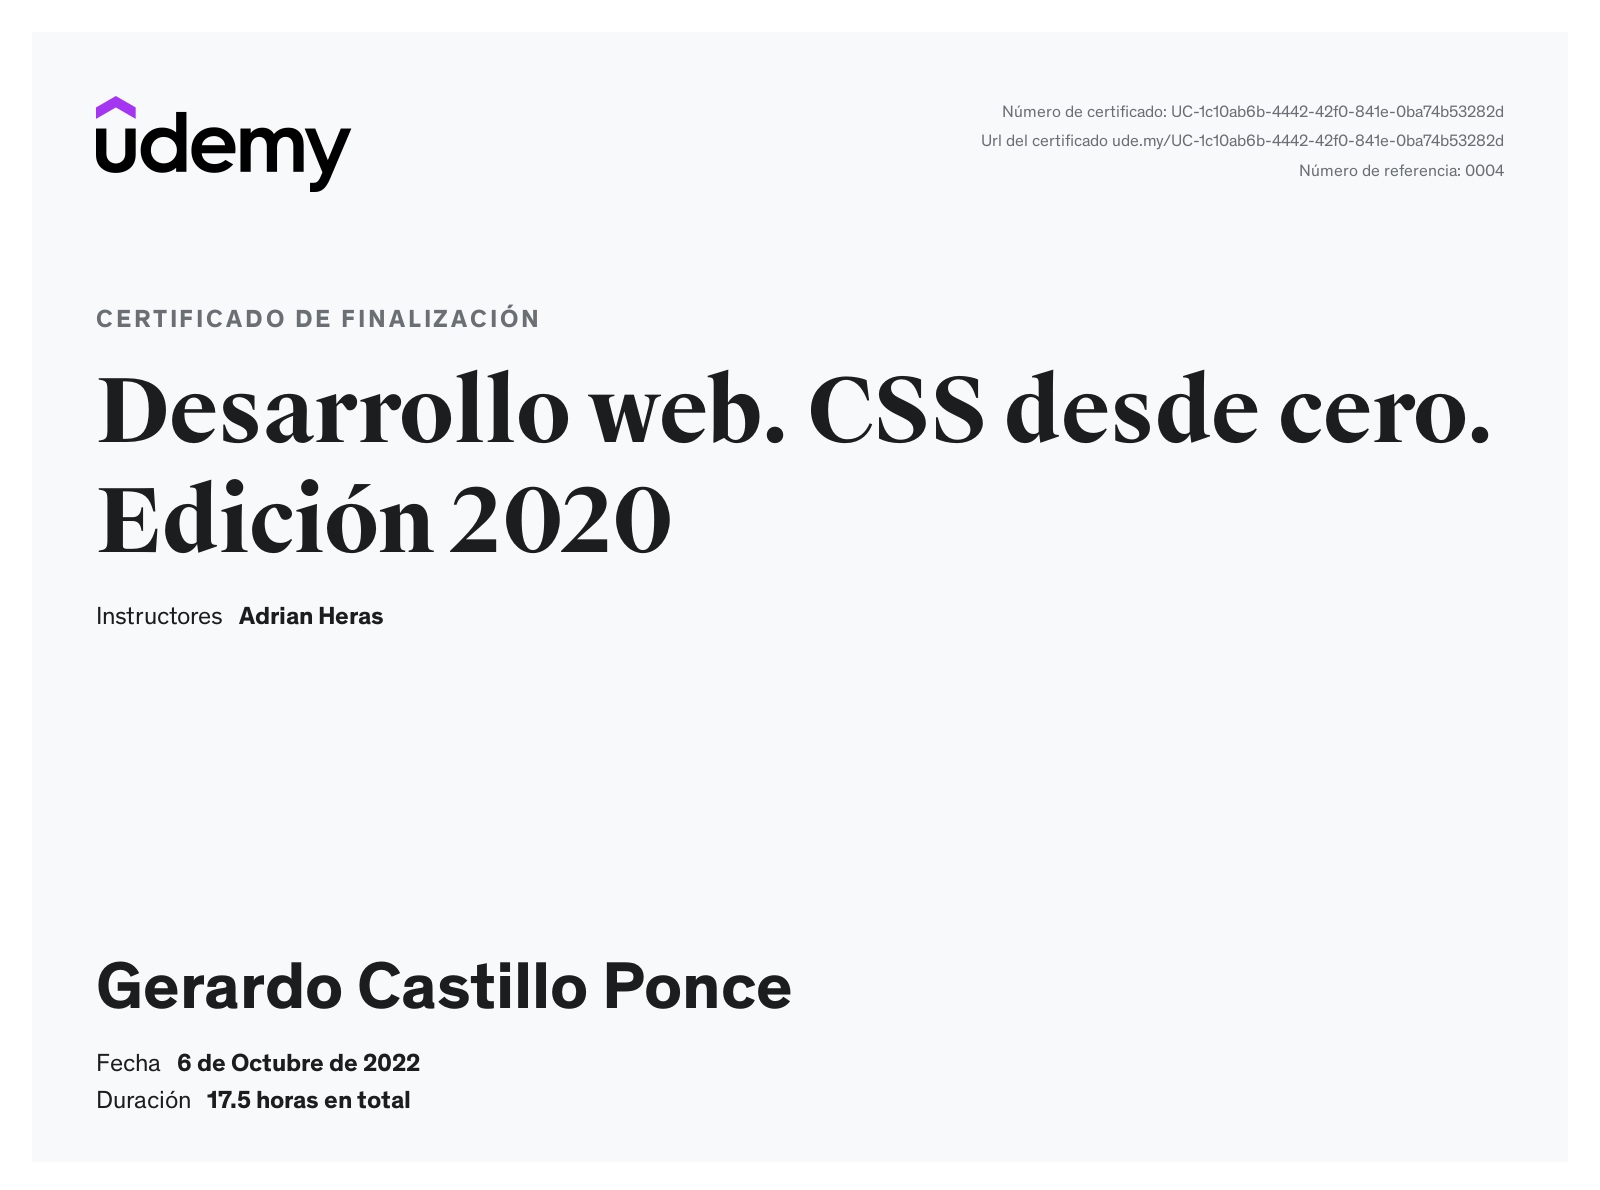 udemy
Número de certificado: UC-1c10ab6b-4442-42f0-841e-0ba74b53282d
Url del certificado ude.my/UC-1c10ab6b-4442-42f0-841e-0ba74b53282d
Número de referencia: 0004
CERTIFICADO DE FINALIZACIÓN
Desarrollo web. CSS desde cero.
Edición 2020
Instructores Adrian Heras
Gerardo Castillo Ponce
Fecha 6 de Octubre de 2022
Duración 17.5 horas en total